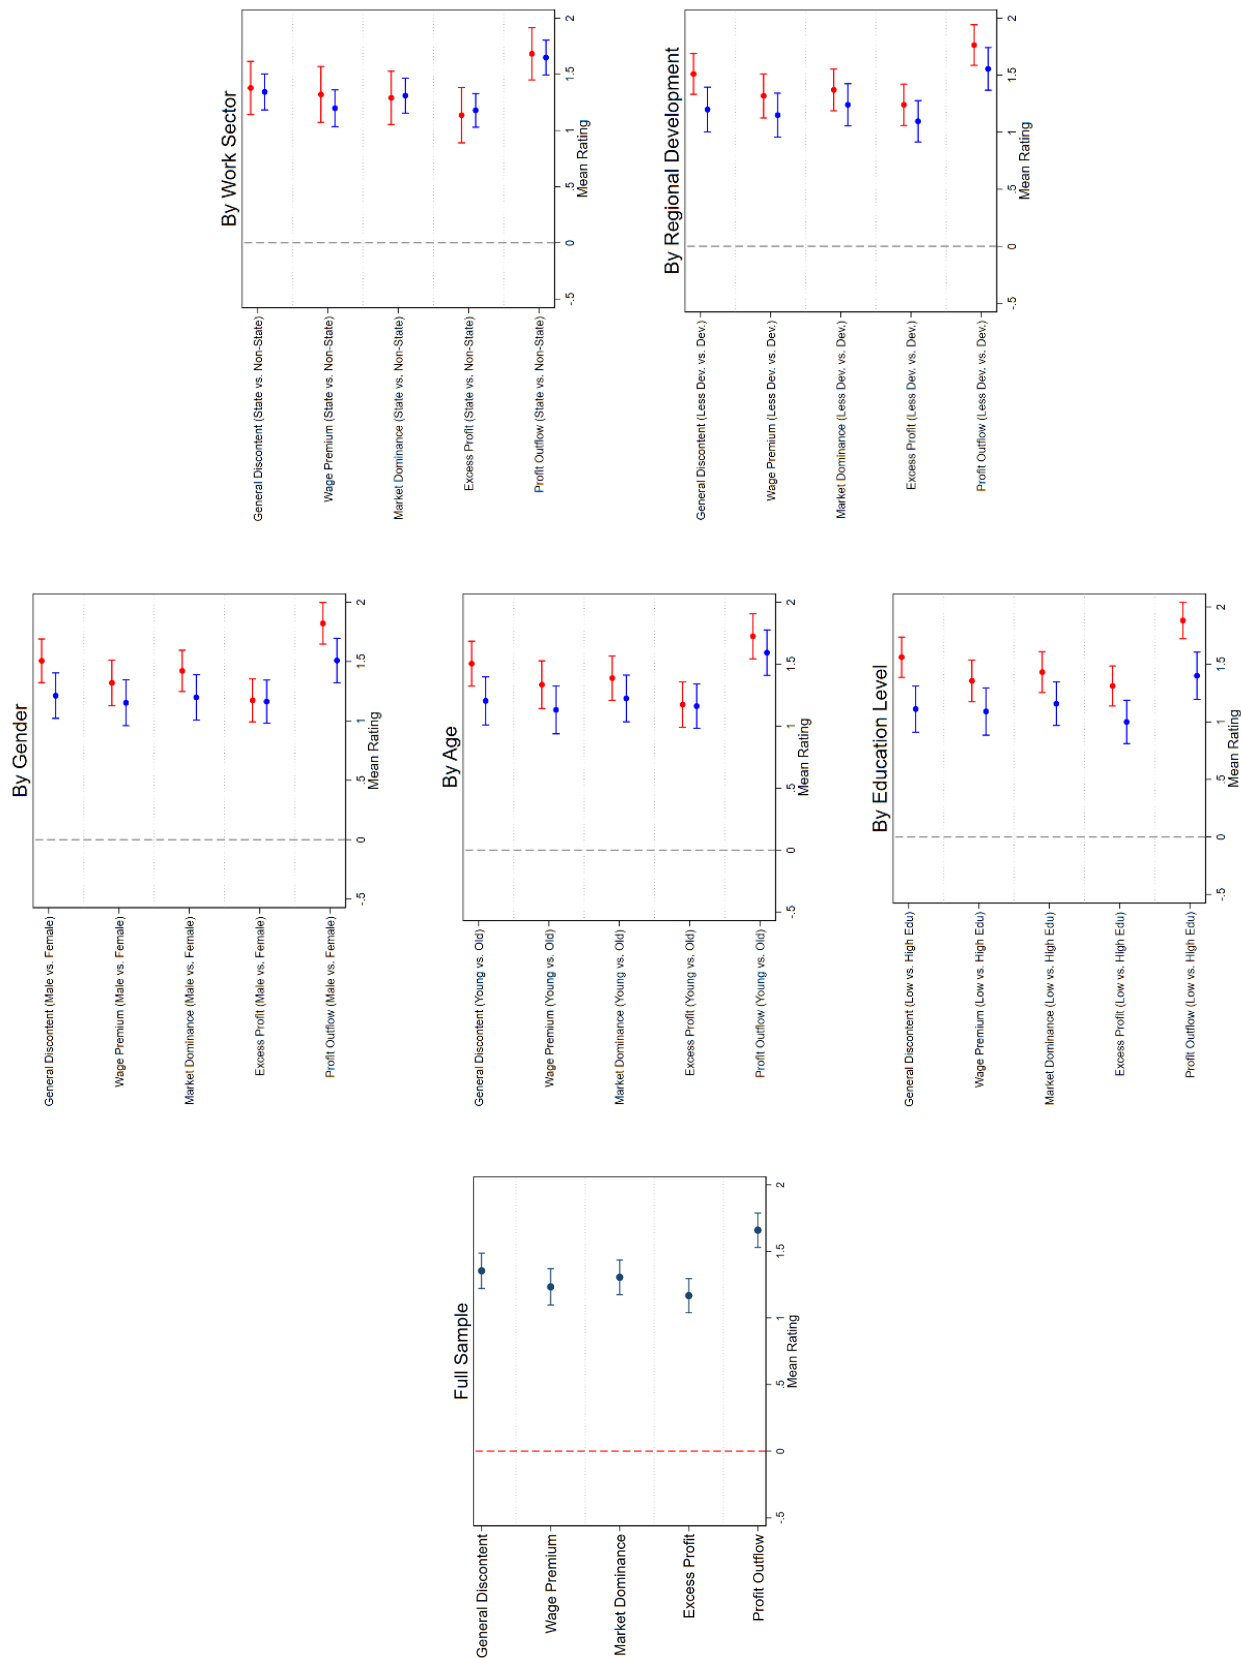 Full Sample
General Discontent
Wage Premium
Market Dominance
Excess Profit
Profit Outflow
-.5 0 .5 1 1.5 2
Mean Rating
By Gender
General Discontent (Male vs. Female)
Wage Premium (Male vs. Female)
Market Dominance (Male vs. Female)
Excess Profit (Male vs. Female)
Profit Outflow (Male vs. Female)
-.5 0 .5 1 1.5 2
Mean Rating
By Age
General Discontent (Young vs. Old)
Wage Premium (Young vs. Old)
Market Dominance (Young vs. Old)
Excess Profit (Young vs. Old)
Profit Outflow (Young vs. Old)
-.5 0 .5 1 1.5 2
Mean Rating
By Education Level
General Discontent (Low vs. High Edu)
Wage Premium (Low vs. High Edu)
Market Dominance (Low vs. High Edu)
Excess Profit (Low vs. High Edu)
Profit Outflow (Low vs. High Edu)
-.5 0 .5 1 1.5 2
Mean Rating
By Work Sector
General Discontent (State vs. Non-State)
Wage Premium (State vs. Non-State)
Market Dominance (State vs. Non-State)
Excess Profit (State vs. Non-State)
Profit Outflow (State vs. Non-State)
-.5 0 .5 1 1.5 2
Mean Rating
By Regional Development
General Discontent (Less Dev. vs. Dev.)
Wage Premium (Less Dev. vs. Dev.)
Market Dominance (Less Dev. vs. Dev.)
Excess Profit (Less Dev. vs. Dev.)
Profit Outflow (Less Dev. vs. Dev.)
-.5 0 .5 1 1.5 2
Mean Rating